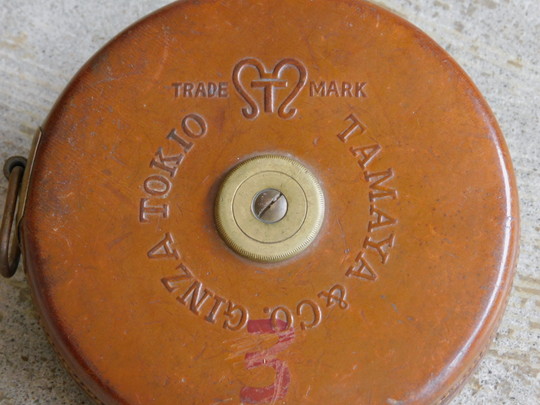 TRADE MARK
TAMAYA & CO. GINZA TOKIO